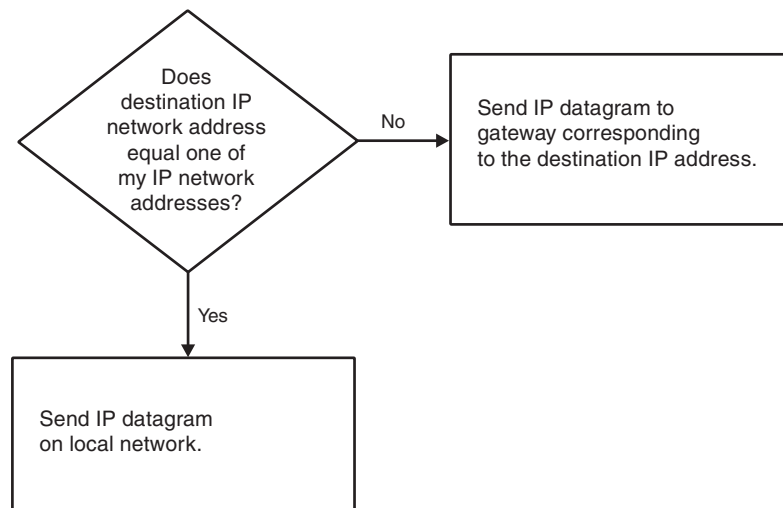 Does
destination IP
network address
equal one of
my IP network
addresses?
No
Send IP datagram to
gateway corresponding
to the destination IP address.
Yes
Send IP datagram
on local network.